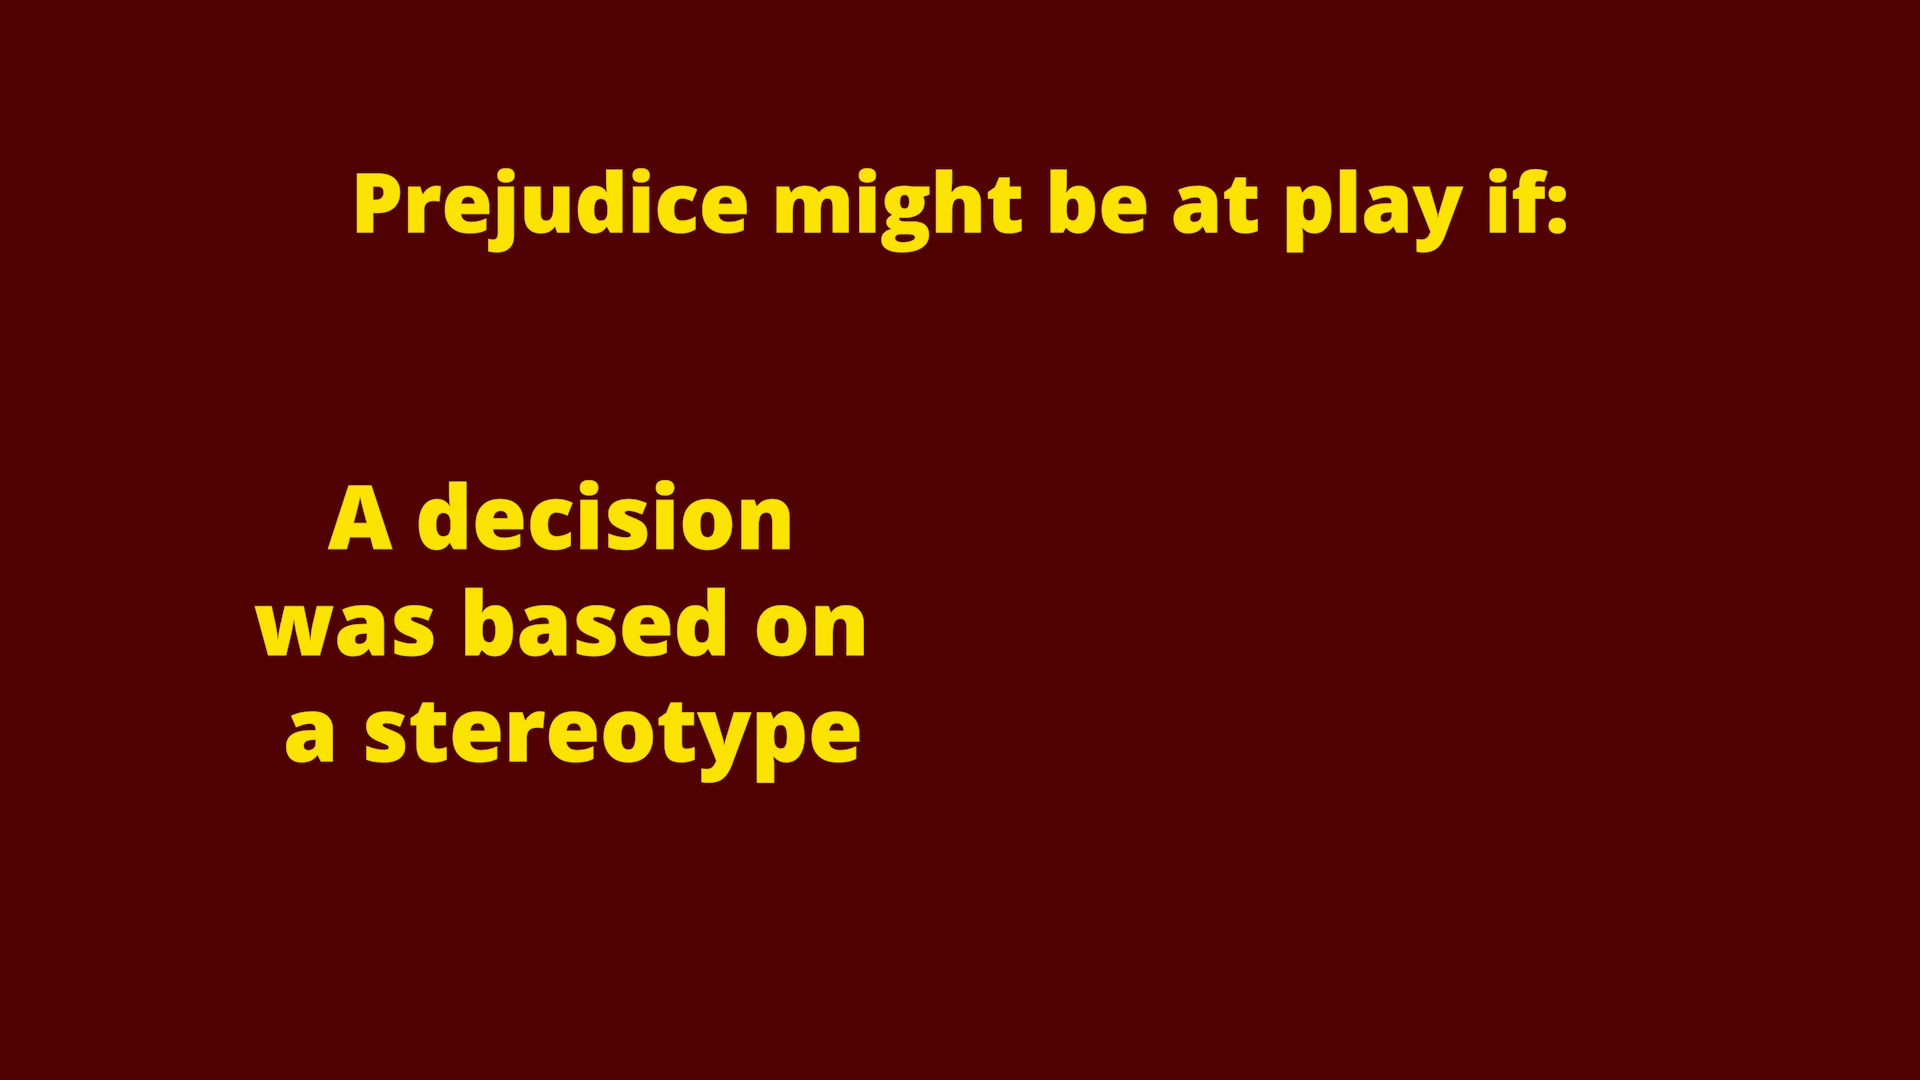 Prejudice might be at play if:
A decision
was based on
a stereotype